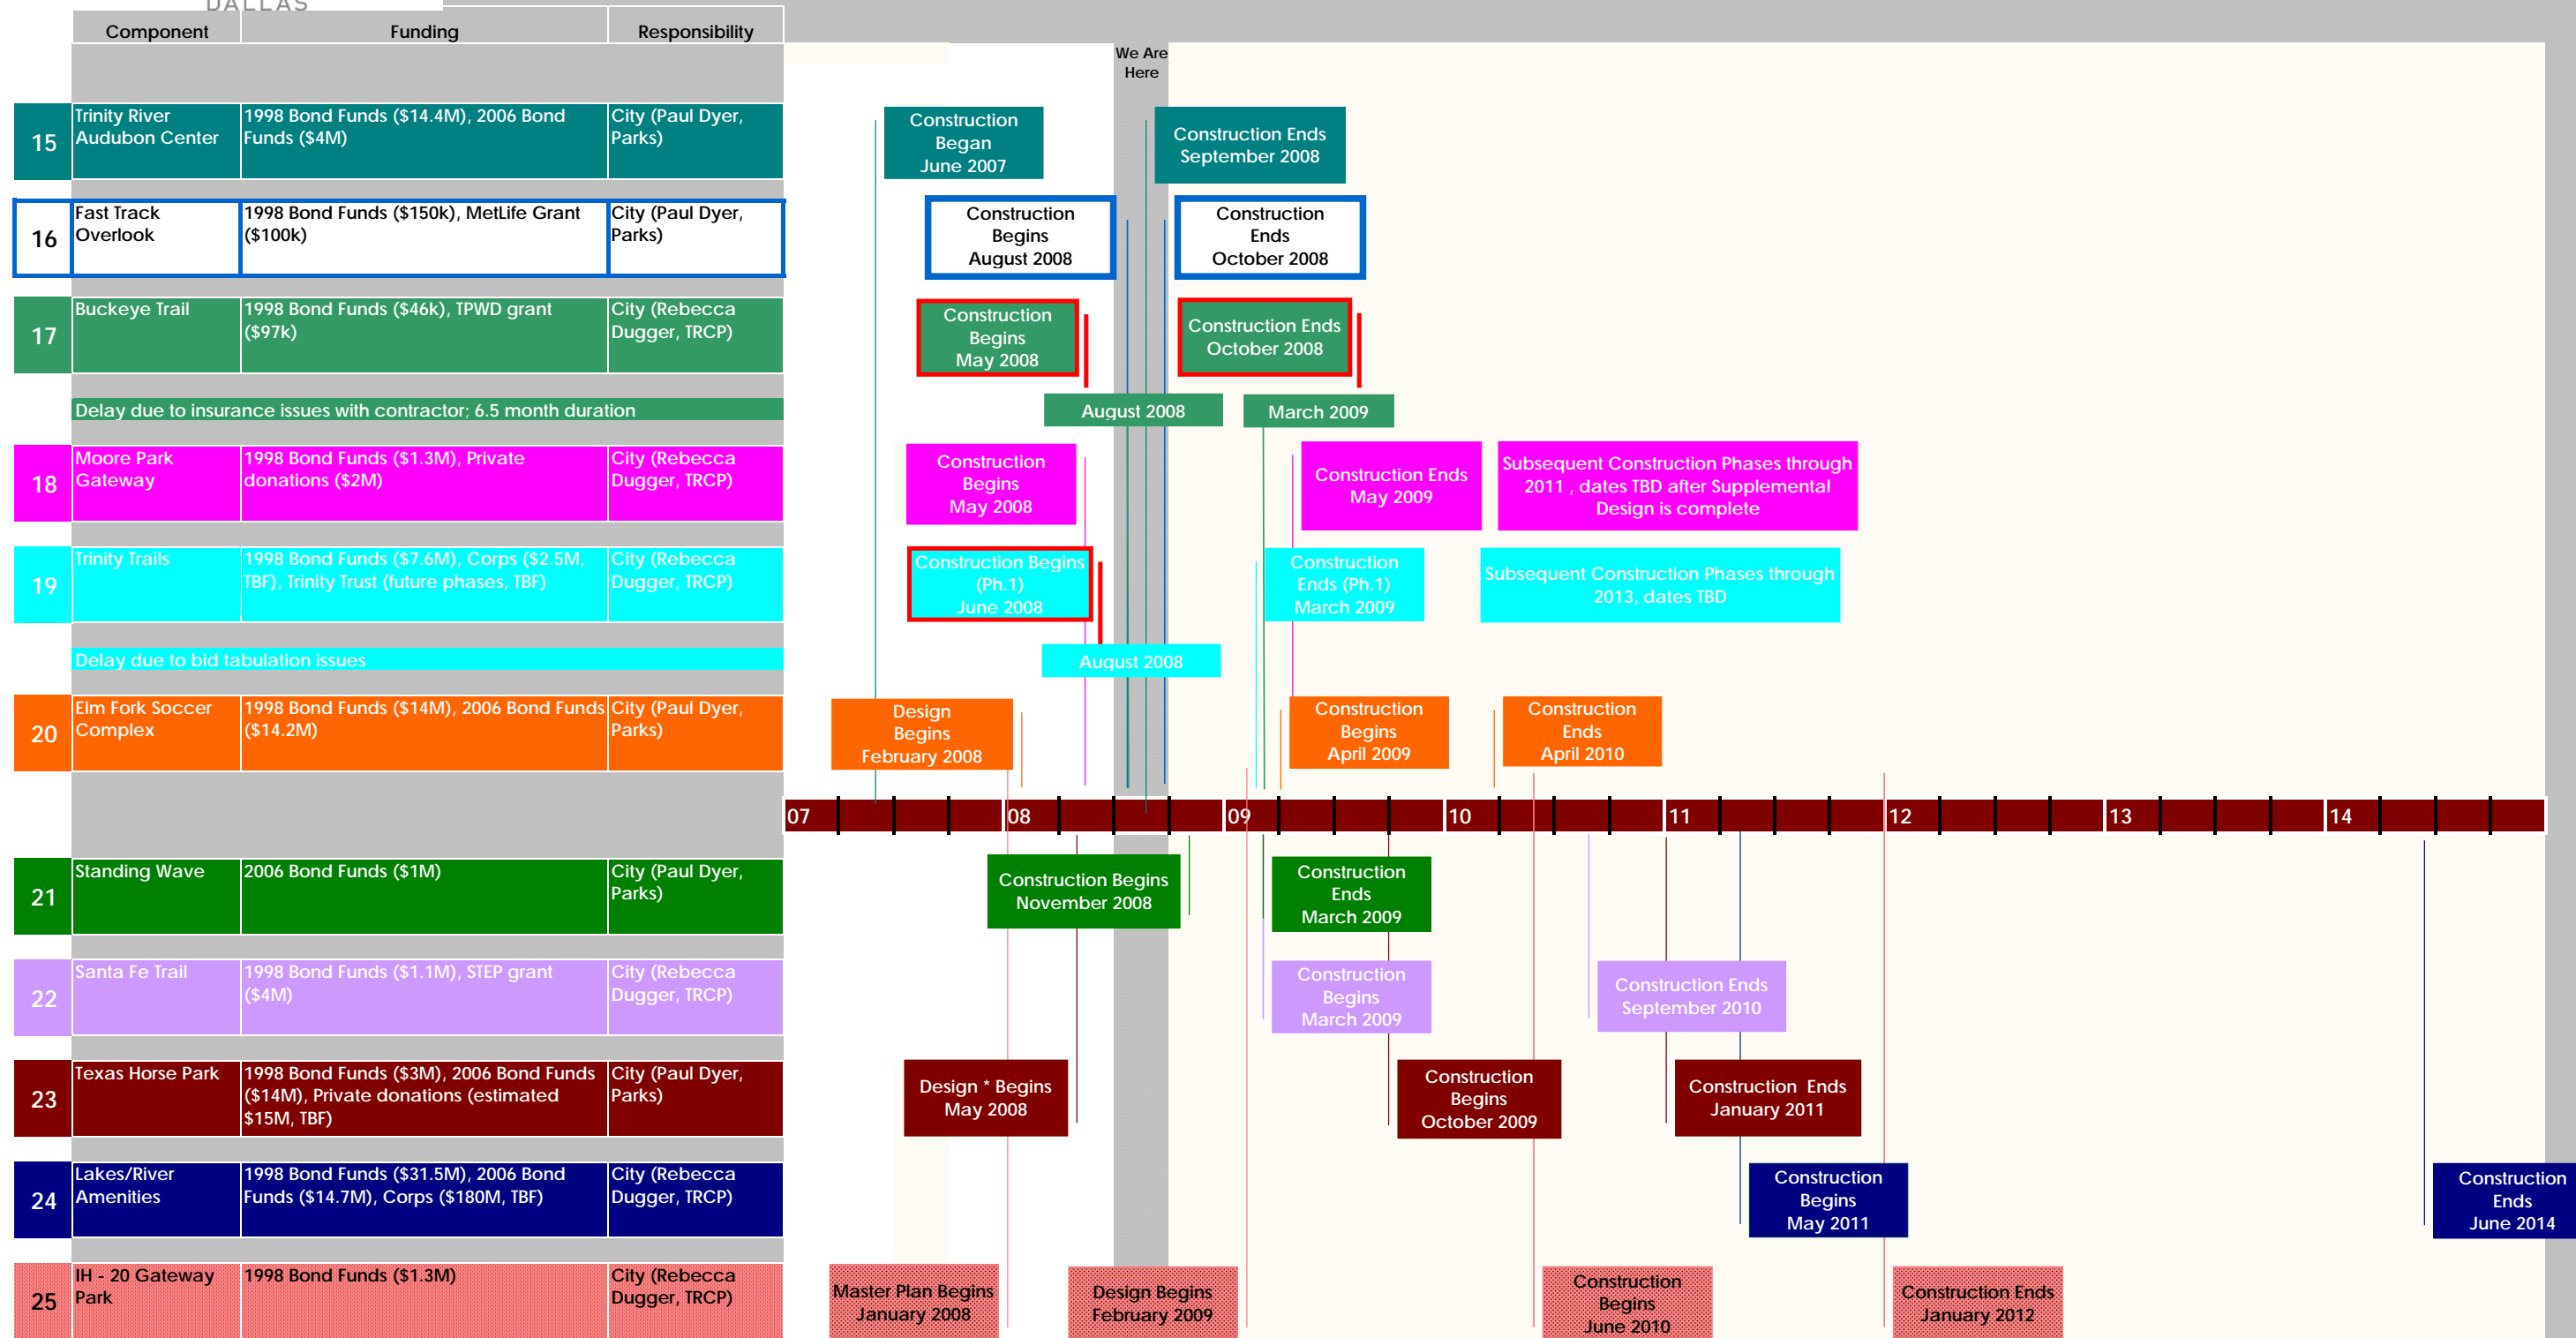 DALLAS
Component Funding Responsibility
We Are
Here
15
Trinity River
Audubon Center
1998 Bond Funds ($14.4M), 2006 Bond
Funds ($4M)
City (Paul Dyer,
Parks)
Construction
Began
June 2007
Construction Ends
September 2008
16
Fast Track
Overlook
1998 Bond Funds ($150k), MetLife Grant
($100k)
City (Paul Dyer,
Parks)
Construction
Begins
August 2008
Construction
Ends
October 2008
17
Buckeye Trail
1998 Bond Funds ($46k), TPWD grant
($97k)
City (Rebecca
Dugger, TRCP)
Construction
Begins
May 2008
Construction Ends
October 2008
Delay due to insurance issues with contractor; 6.5 month duration
August 2008
March 2009
18
Moore Park
Gateway
1998 Bond Funds ($1.3M), Private
donations ($2M)
City (Rebecca
Dugger, TRCP)
Construction
Begins
May 2008
Construction Ends
May 2009
Subsequent Construction Phases through
2011 , dates TBD after Supplemental
Design is complete
19
Trinity Trails
1998 Bond Funds ($7.6M), Corps ($2.5M,
TBF), Trinity Trust (future phases, TBF)
City (Rebecca
Dugger, TRCP)
Construction Begins
(Ph.1)
June 2008
Construction
Ends (Ph.1)
March 2009
Subsequent Construction Phases through
2013, dates TBD
Delay due to bid tabulation issues
August 2008
20
Elm Fork Soccer
Complex
1998 Bond Funds ($14M), 2006 Bond Funds
($14.2M)
City (Paul Dyer,
Parks)
Design
Begins
February 2008
Construction
Begins
April 2009
Construction
Ends
April 2010
07 08 09 10 11 12 13 14
21
Standing Wave
2006 Bond Funds ($1M)
City (Paul Dyer,
Parks)
Construction Begins
November 2008
Construction
Ends
March 2009
22
Santa Fe Trail
1998 Bond Funds ($1.1M), STEP grant
($4M)
City (Rebecca
Dugger, TRCP)
Construction
Begins
March 2009
Construction Ends
September 2010
23
Texas Horse Park
1998 Bond Funds ($3M), 2006 Bond Funds
($14M), Private donations (estimated
$15M, TBF)
City (Paul Dyer,
Parks)
Design * Begins
May 2008
Construction
Begins
October 2009
Construction Ends
January 2011
24
Lakes/River
Amenities
1998 Bond Funds ($31.5M), 2006 Bond
Funds ($14.7M), Corps ($180M, TBF)
City (Rebecca
Dugger, TRCP)
Construction
Begins
May 2011
Construction
Ends
June 2014
25
IH - 20 Gateway
Park
1998 Bond Funds ($1.3M)
City (Rebecca
Dugger, TRCP)
Master Plan Begins
January 2008
Design Begins
February 2009
Construction
Begins
June 2010
Construction Ends
January 2012